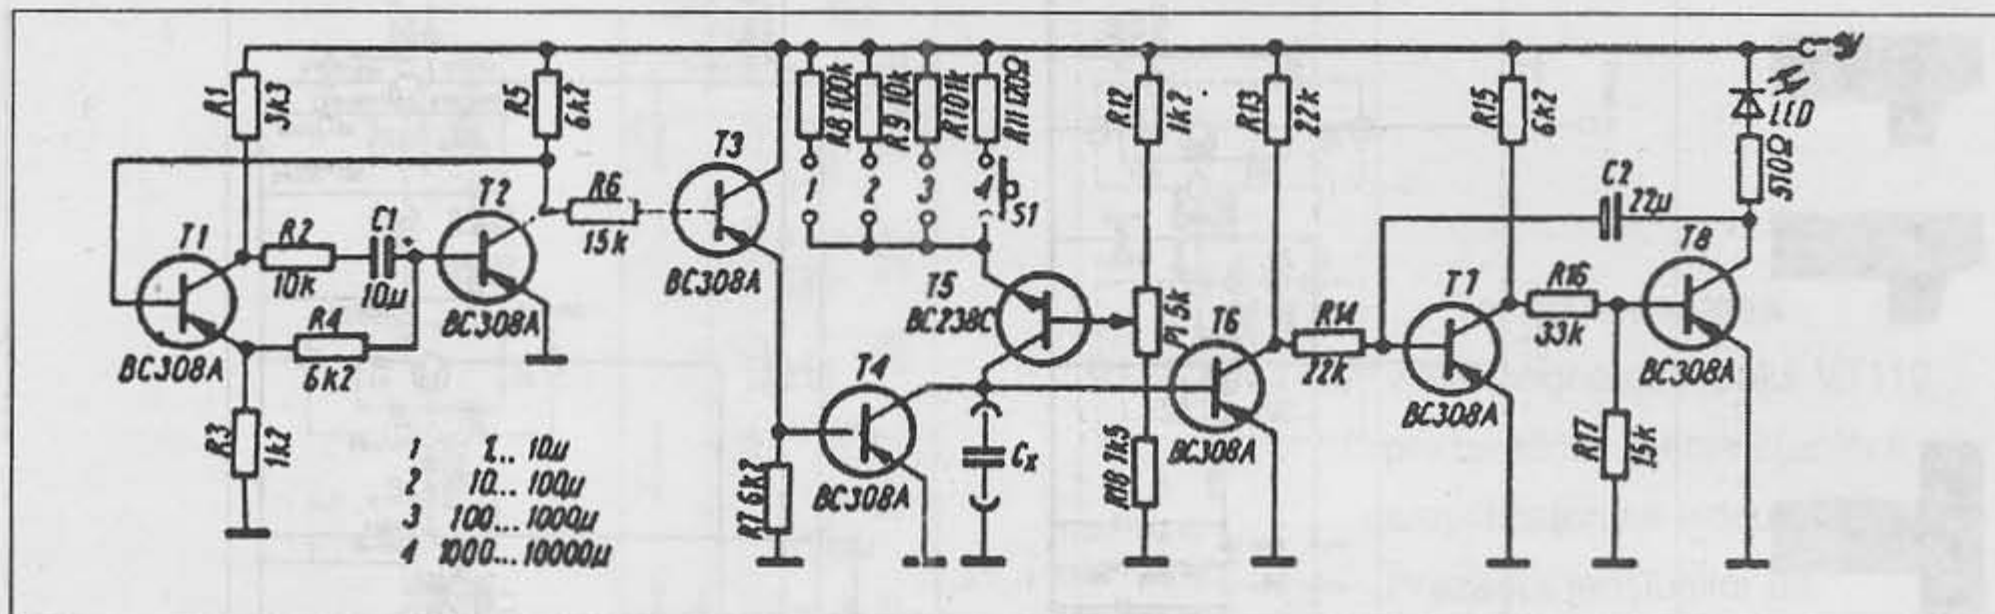 -9V
R1 3k3
R5 6k2
R8 100k
R9 10k
R10 1k
R11 120Ω
R12 1k2
R13 22k
R15 6k2
LED
510Ω
T3
R6
15k
BC308A
1 2 3 4
S1
T1
R2
10k
C1
+
10µ
T2
BC308A
BC308A
R4
6k2
R3 1k2
T5
BC238C
P1 5k
T6
BC308A
R14
22k
C2
22µ
T7
BC308A
R16
33k
T8
BC308A
R17 15k
T4
BC308A
R7 6k2
Cx
R18 7k5
1 1... 10µ
2 10... 100µ
3 100... 1000µ
4 1000... 10000µ